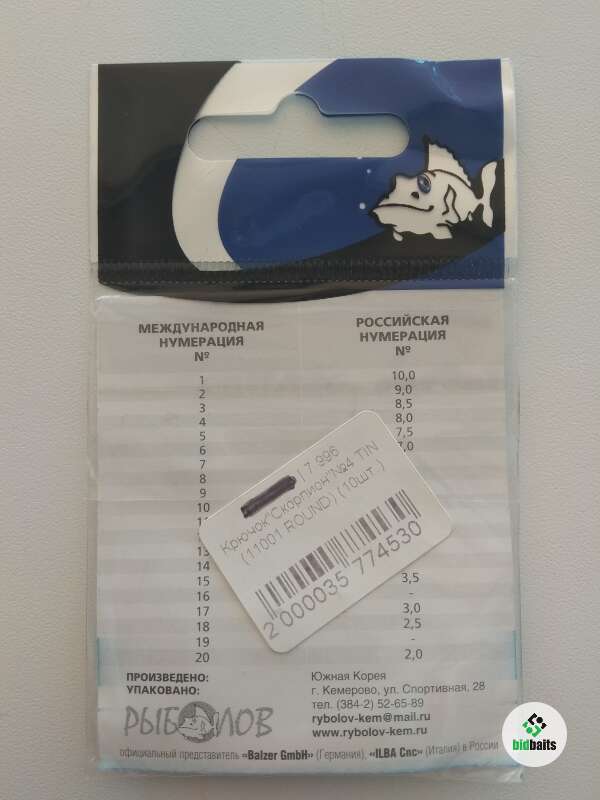 МЕЖДУНАРОДНАЯ НУМЕРАЦИЯ №
РОССИЙСКАЯ НУМЕРАЦИЯ №
1 10,0
2 9,0
3 8,5
4 8,0
5 7,5
6 7,0
7
8
9
10
13
14
15 3,5
16 -
17 3,0
18 2,5
19 -
20 2,0
17 996
Крючок"Скорпион"№4 TIN
(11001 ROUND) (10шт.)
2 000035 774530
ПРОИЗВЕДЕНО: Южная Корея
УПАКОВАНО: г. Кемерово, ул. Спортивная, 28
тел. (384-2) 52-65-89
rybolov-kem@mail.ru
www.rybolov-kem.ru
РЫБОЛОВ
официальный представитель «Balzer GmbH» (Германия), «ILBA Cnc» (Италия) в России
bidbaits